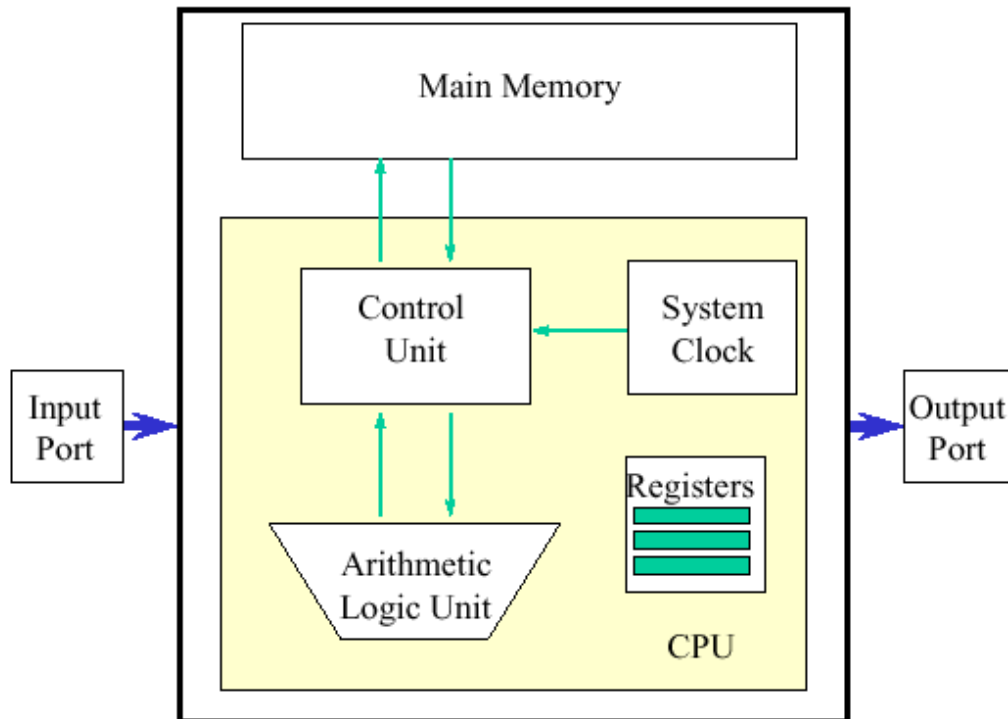 Main Memory
Control
Unit
System
Clock
Input
Port
Output
Port
Registers
Arithmetic
Logic Unit
CPU